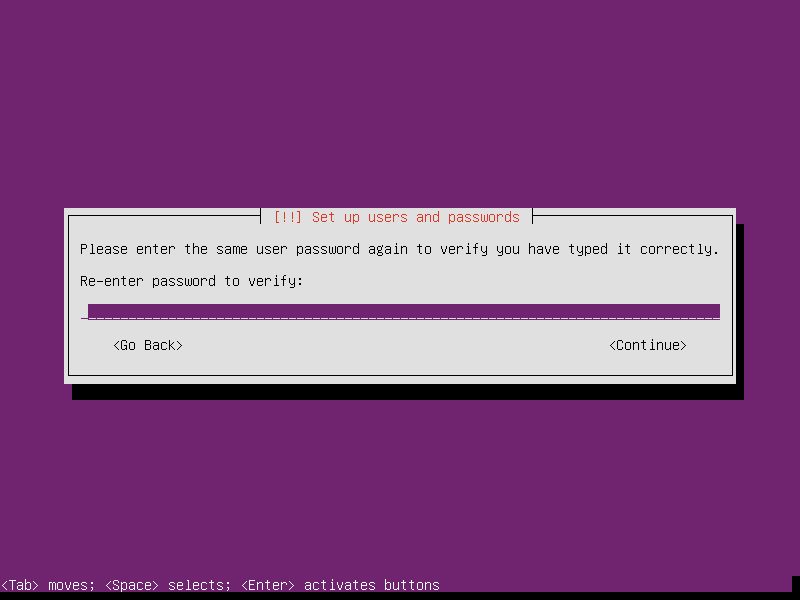 [!!] Set up users and passwords
Please enter the same user password again to verify you have typed it correctly.
Re-enter password to verify:
<Go Back> <Continue>
<Tab> moves; <Space> selects; <Enter> activates buttons